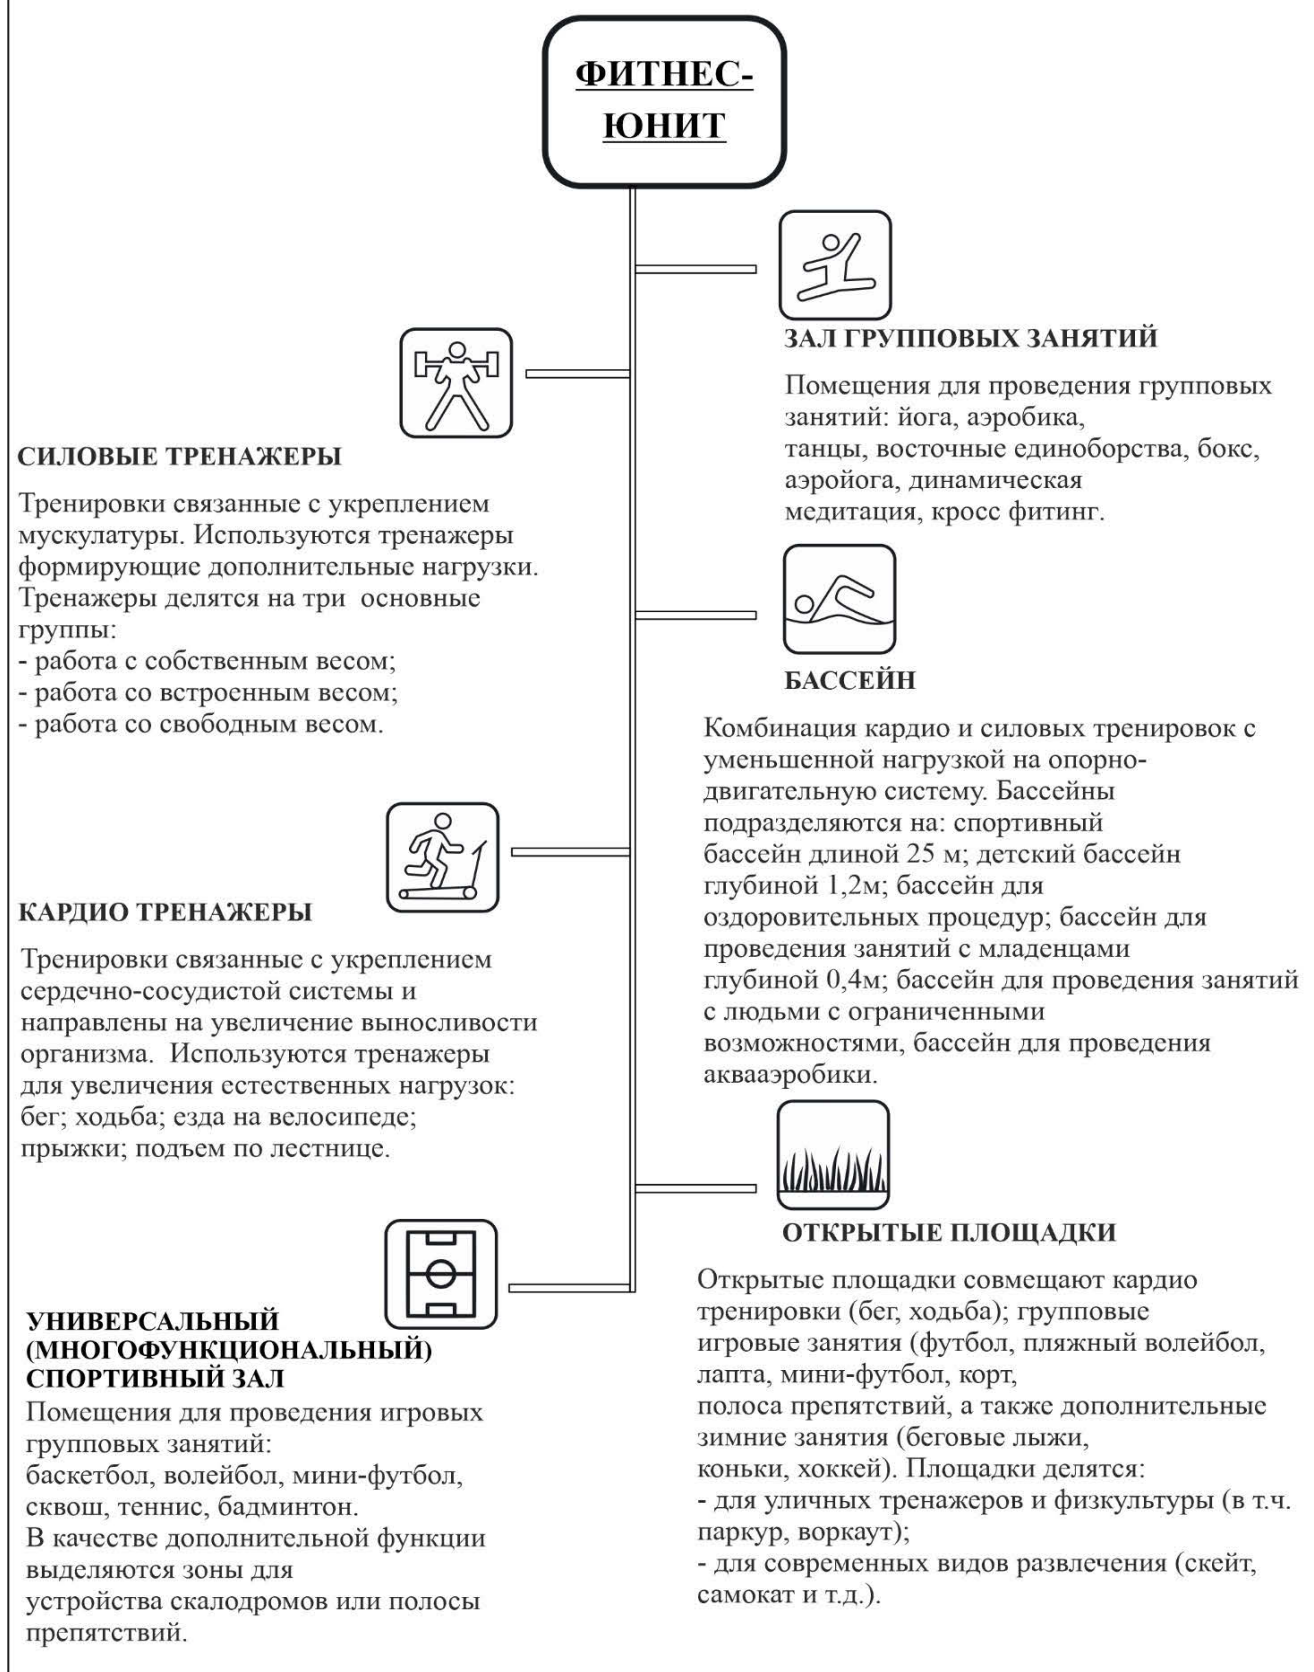 ФИТНЕС-
ЮНИТ
ЗАЛ ГРУППОВЫХ ЗАНЯТИЙ
Помещения для проведения групповых
занятий: йога, аэробика,
танцы, восточные единоборства, бокс,
аэройога, динамическая
медитация, кросс фитинг.
СИЛОВЫЕ ТРЕНАЖЕРЫ
Тренировки связанные с укреплением
мускулатуры. Используются тренажеры
формирующие дополнительные нагрузки.
Тренажеры делятся на три основные
группы:
- работа с собственным весом;
- работа со встроенным весом;
- работа со свободным весом.
БАССЕЙН
Комбинация кардио и силовых тренировок с
уменьшенной нагрузкой на опорно-
двигательную систему. Бассейны
подразделяются на: спортивный
бассейн длиной 25 м; детский бассейн
глубиной 1,2м; бассейн для
оздоровительных процедур; бассейн для
проведения занятий с младенцами
глубиной 0,4м; бассейн для проведения занятий
с людьми с ограниченными
возможностями, бассейн для проведения
аквааэробики.
КАРДИО ТРЕНАЖЕРЫ
Тренировки связанные с укреплением
сердечно-сосудистой системы и
направлены на увеличение выносливости
организма. Используются тренажеры
для увеличения естественных нагрузок:
бег; ходьба; езда на велосипеде;
прыжки; подъем по лестнице.
ОТКРЫТЫЕ ПЛОЩАДКИ
Открытые площадки совмещают кардио
тренировки (бег, ходьба); групповые
игровые занятия (футбол, пляжный волейбол,
лапта, мини-футбол, корт,
полоса препятствий, а также дополнительные
зимние занятия (беговые лыжи,
коньки, хоккей). Площадки делятся:
- для уличных тренажеров и физкультуры (в т.ч.
паркур, воркаут);
- для современных видов развлечения (скейт,
самокат и т.д.).
УНИВЕРСАЛЬНЫЙ
(МНОГОФУНКЦИОНАЛЬНЫЙ)
СПОРТИВНЫЙ ЗАЛ
Помещения для проведения игровых
групповых занятий:
баскетбол, волейбол, мини-футбол,
сквош, теннис, бадминтон.
В качестве дополнительной функции
выделяются зоны для
устройства скалодромов или полосы
препятствий.